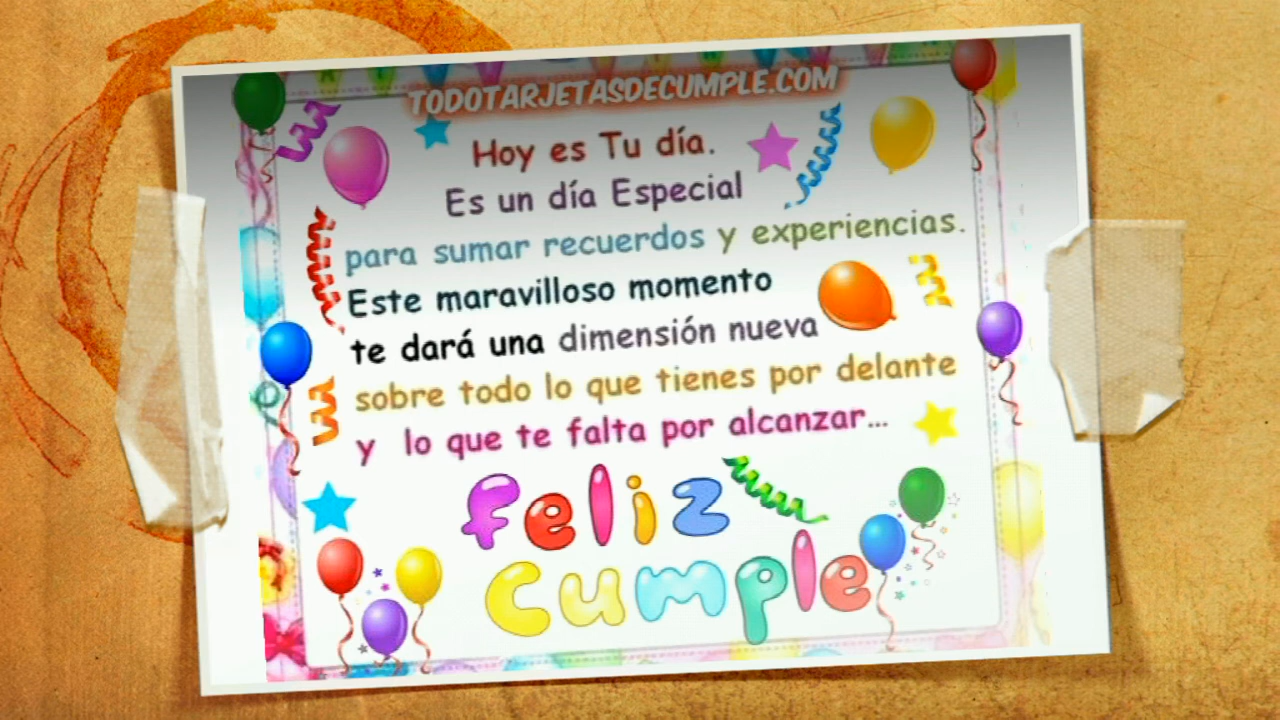 TODOTARJETASDECUMPLE.COM
Hoy es Tu día.
Es un día Especial
para sumar recuerdos y experiencias.
Este maravilloso momento
te dará una dimensión nueva
sobre todo lo que tienes por delante
y lo que te falta por alcanzar...
feliz
cumple